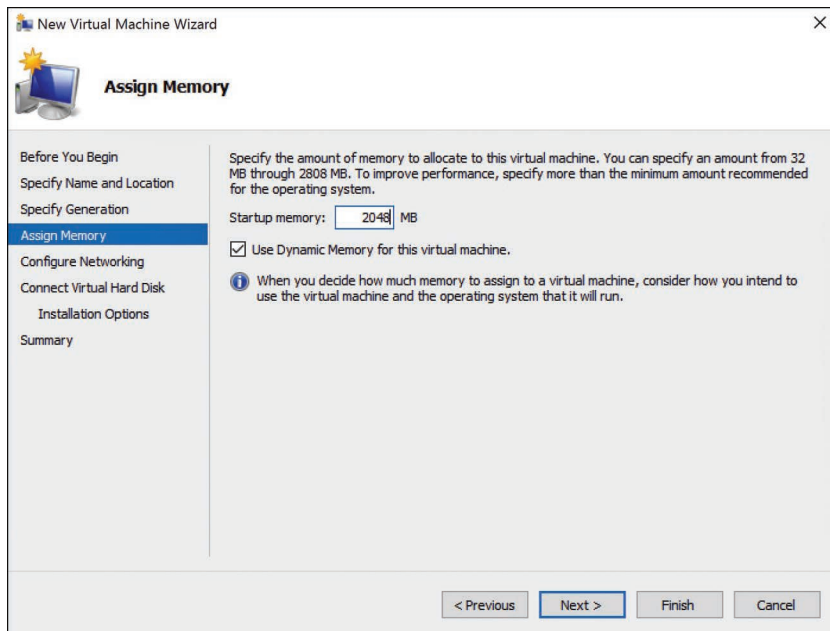 New Virtual Machine Wizard
Assign Memory
Before You Begin
Specify Name and Location
Specify Generation
Assign Memory
Configure Networking
Connect Virtual Hard Disk
Installation Options
Summary
Specify the amount of memory to allocate to this virtual machine. You can specify an amount from 32
MB through 2808 MB. To improve performance, specify more than the minimum amount recommended
for the operating system.
Startup memory: 2048 MB
Use Dynamic Memory for this virtual machine.
When you decide how much memory to assign to a virtual machine, consider how you intend to
use the virtual machine and the operating system that it will run.
< Previous Next > Finish Cancel